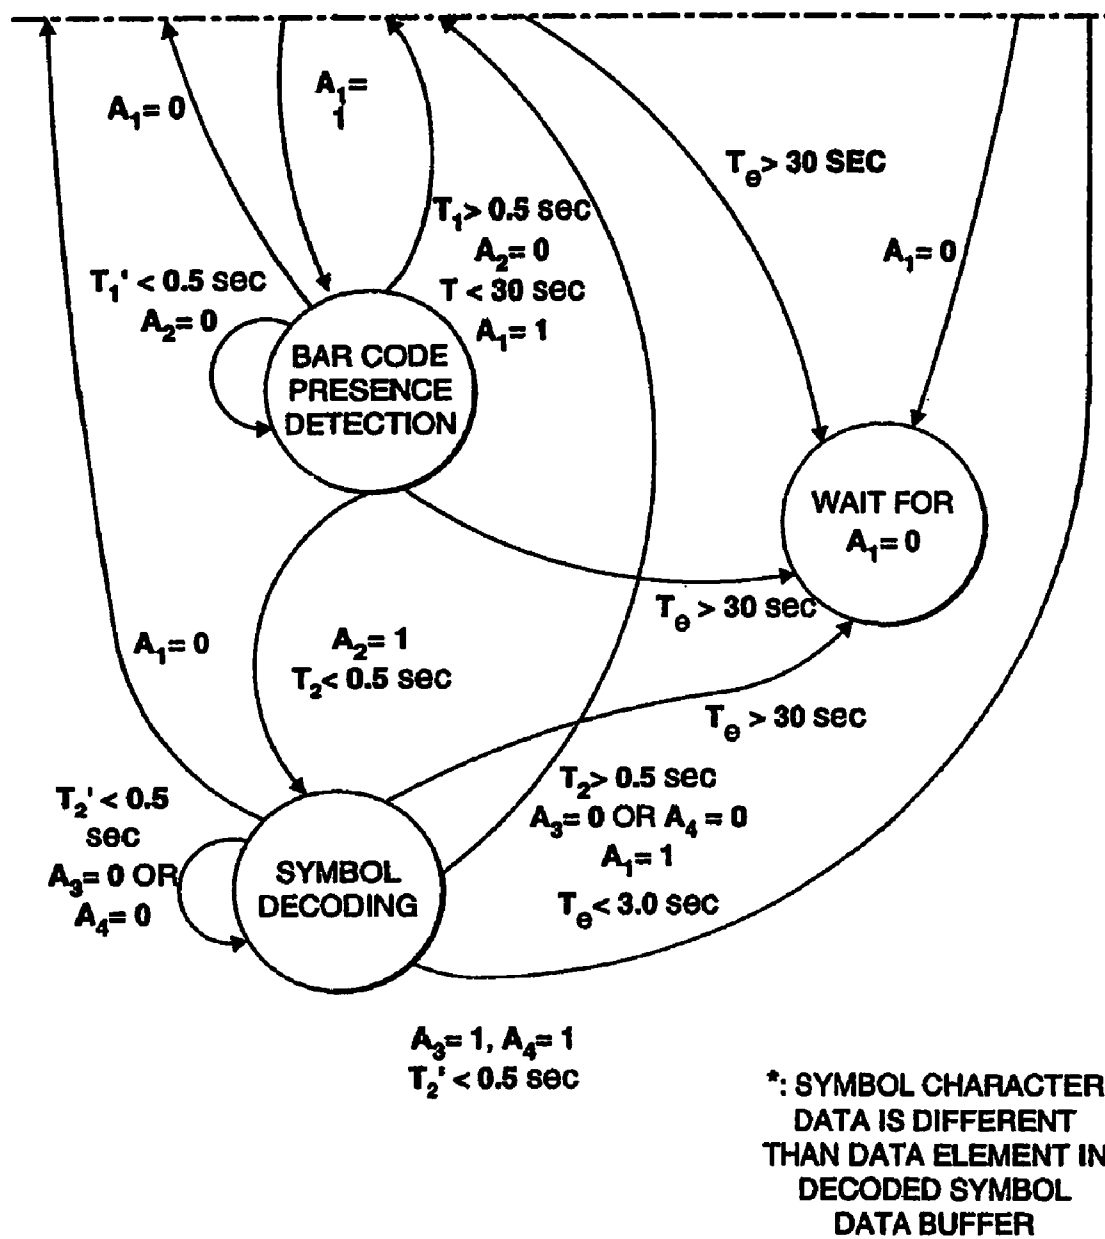 A₁= 0
A₁=
1
Tₑ> 30 SEC
A₁= 0
T₁> 0.5 sec
A₂= 0
T < 30 sec
A₁= 1
T₁' < 0.5 sec
A₂= 0
BAR CODE
PRESENCE
DETECTION
WAIT FOR
A₁= 0
Tₑ > 30 sec
A₁= 0
A₂= 1
T₂< 0.5 sec
Tₑ > 30 sec
T₂> 0.5 sec
A₃= 0 OR A₄ = 0
A₁= 1
Tₑ< 3.0 sec
T₂' < 0.5
sec
A₃= 0 OR
A₄= 0
SYMBOL
DECODING
A₃= 1, A₄= 1
T₂' < 0.5 sec
*: SYMBOL CHARACTER
DATA IS DIFFERENT
THAN DATA ELEMENT IN
DECODED SYMBOL
DATA BUFFER